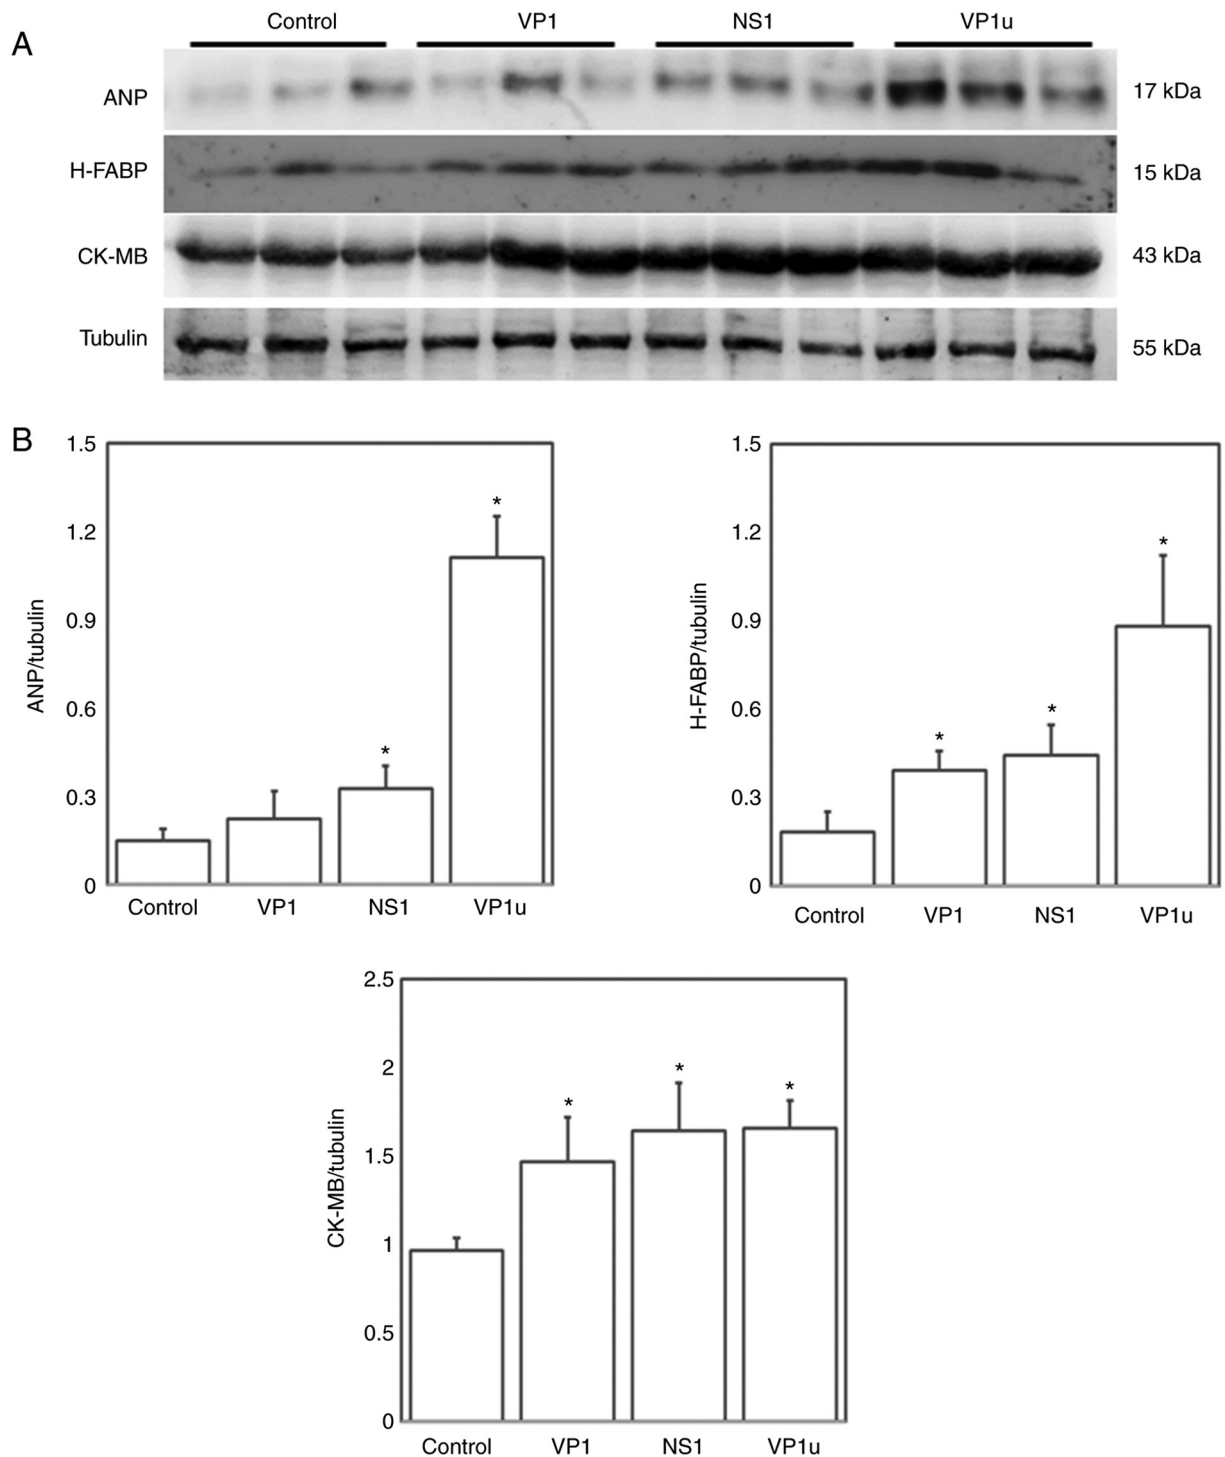 A
Control VP1 NS1 VP1u
ANP 17 kDa
H-FABP 15 kDa
CK-MB 43 kDa
Tubulin 55 kDa
B
ANP/tubulin
1.5
1.2
0.9
0.6
0.3
0
*
*
Control VP1 NS1 VP1u
H-FABP/tubulin
1.5
1.2
0.9
0.6
0.3
0
*
*
*
Control VP1 NS1 VP1u
CK-MB/tubulin
2.5
2
1.5
1
0.5
0
*
*
*
Control VP1 NS1 VP1u